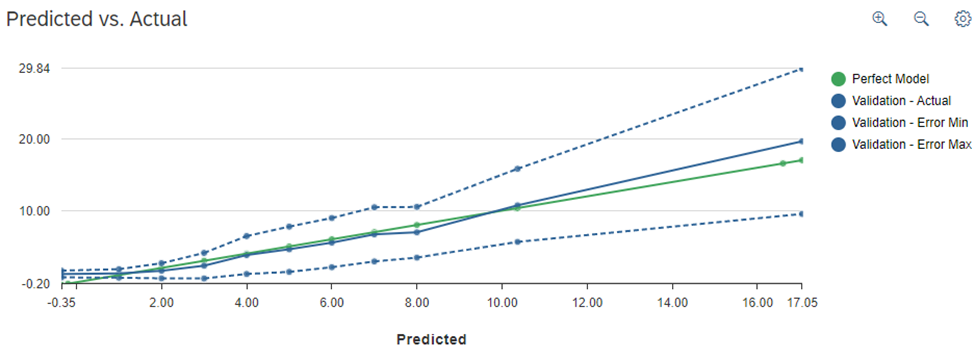 Predicted vs. Actual
29.84
20.00
10.00
-0.20
-0.35 2.00 4.00 6.00 8.00 10.00 12.00 14.00 16.00 17.05
Predicted
Perfect Model
Validation - Actual
Validation - Error Min
Validation - Error Max